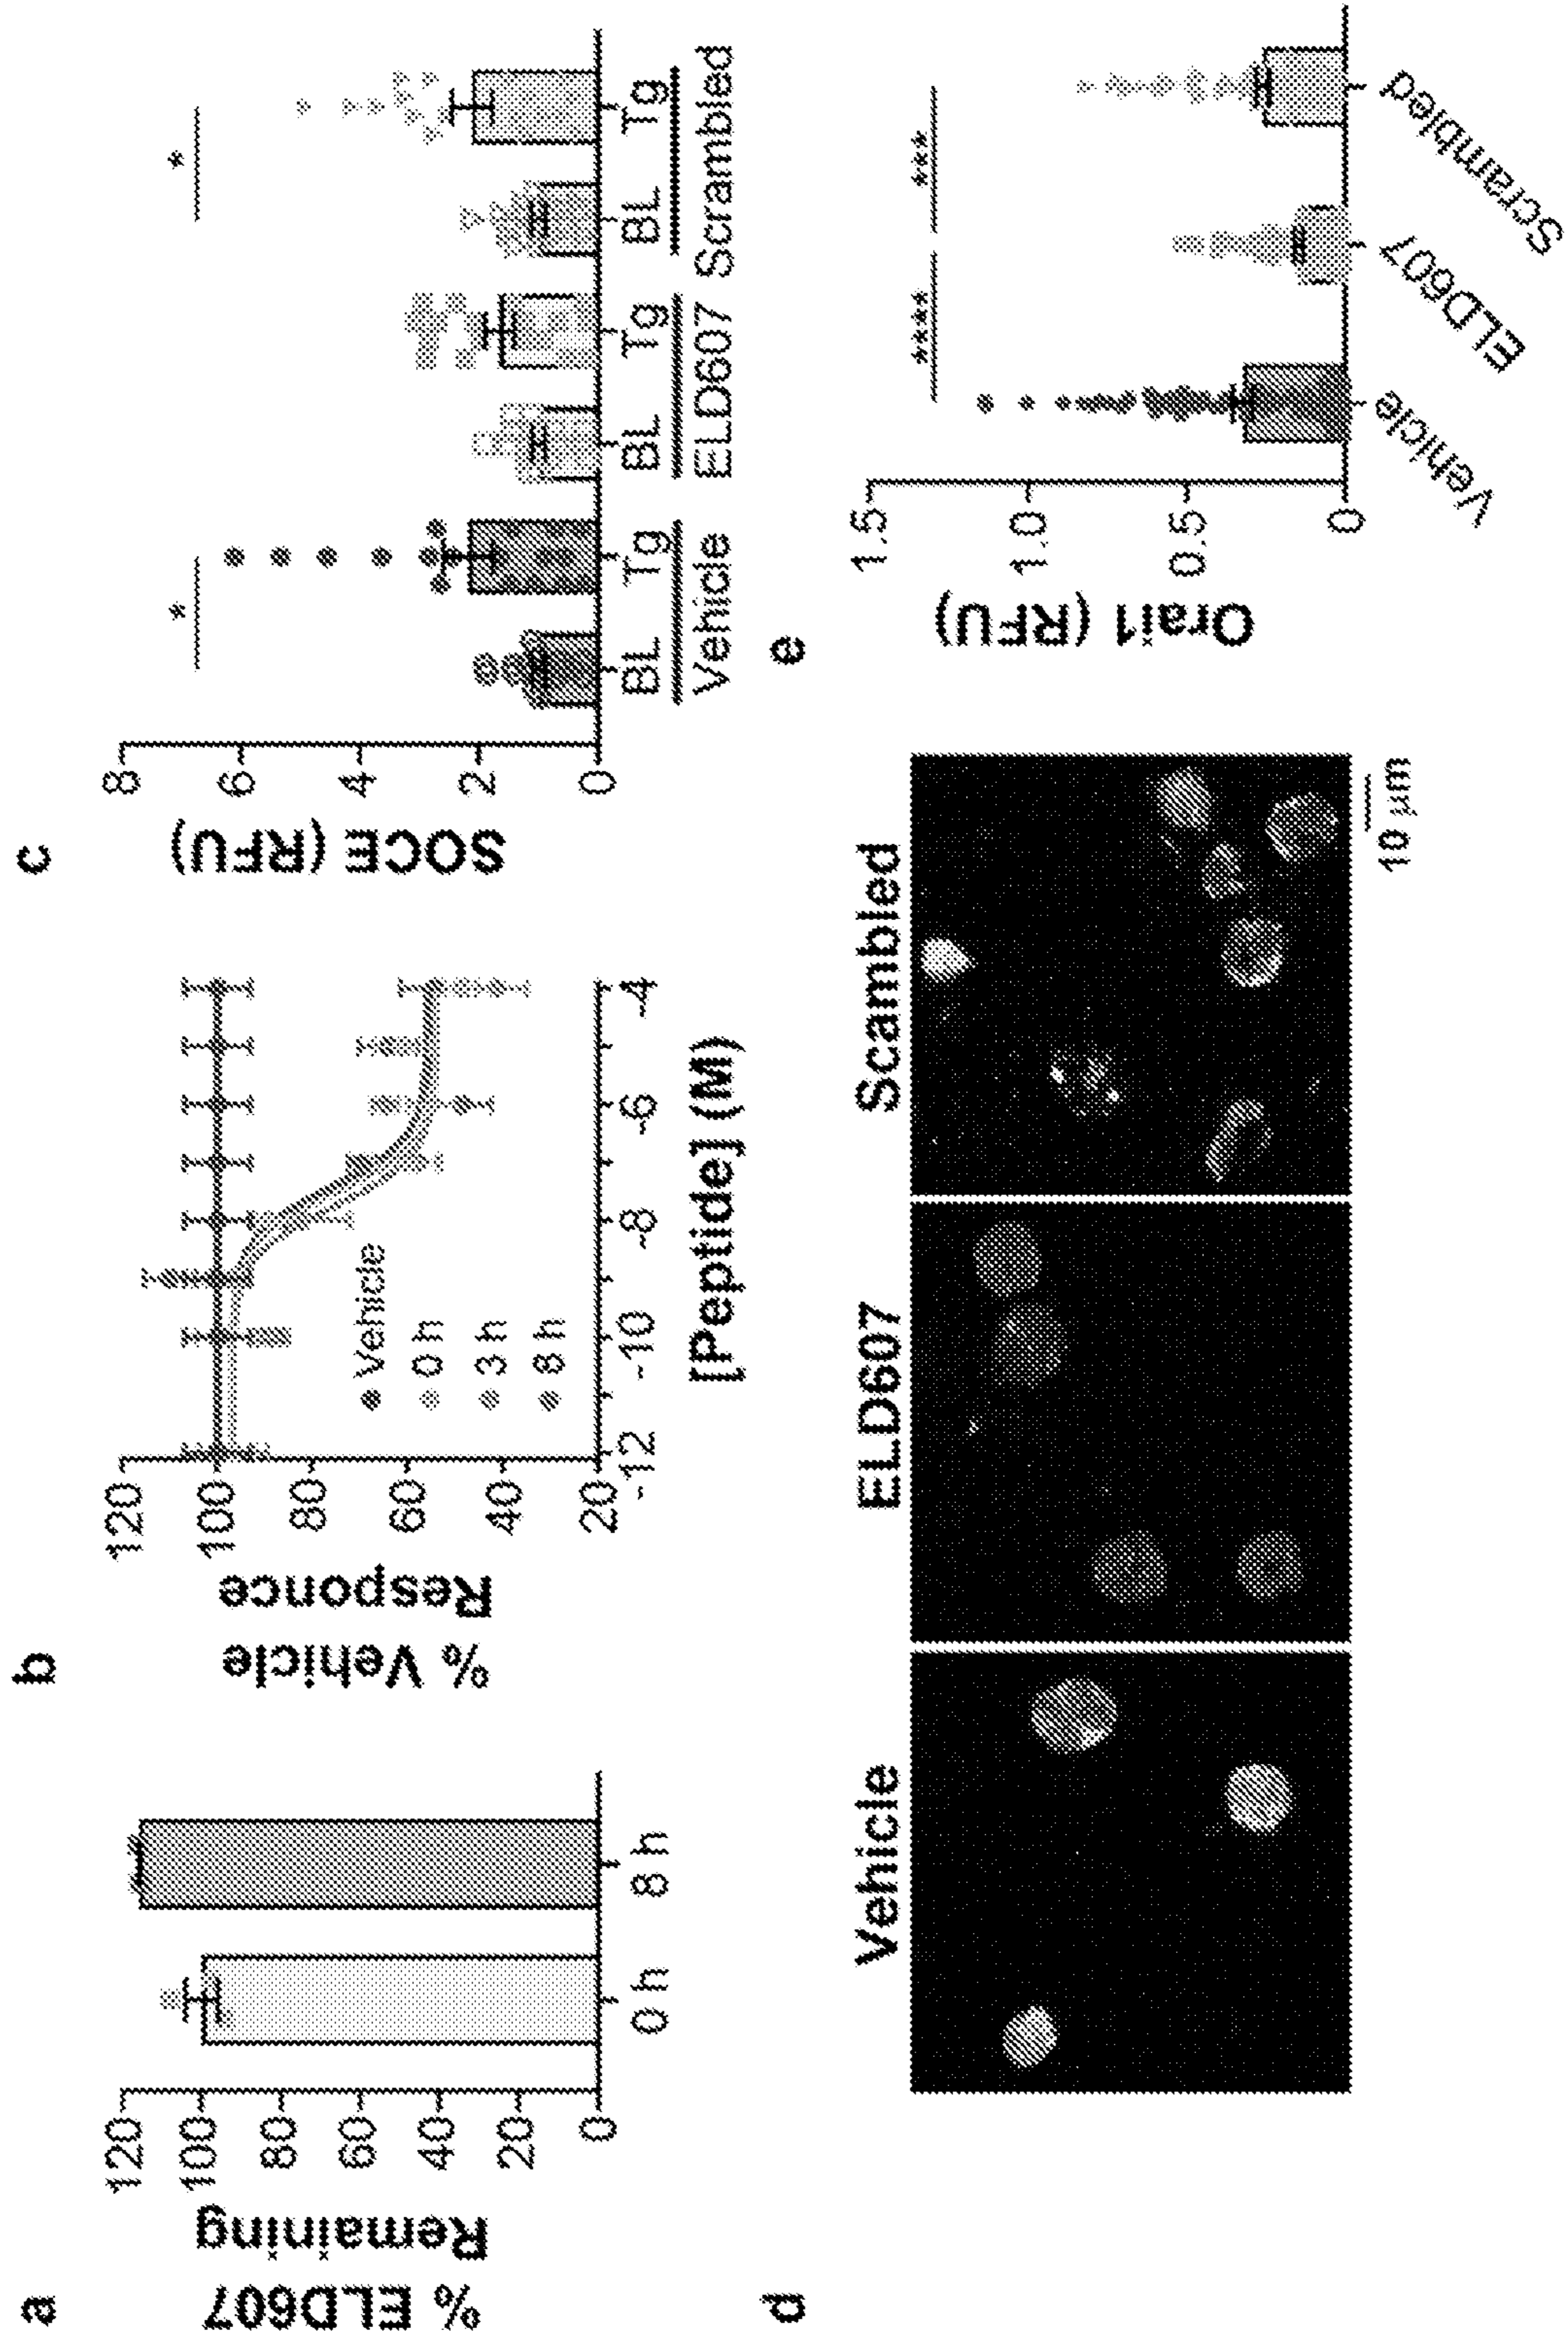 a
% ELD607
Remaining
120
100
80
60
40
20
0
0 h
8 h
b
% Vehicle
Responce
120
100
80
60
40
20
Vehicle
0 h
3 h
8 h
-12
-10
-8
-6
-4
[Peptide] (M)
c
SOCE (RFU)
8
6
4
2
0
*
*
BL Tg BL Tg BL Tg
Vehicle ELD607 Scrambled
d
Vehicle
ELD607
Scambled
10 μm
e
Orai1 (RFU)
1.5
1.0
0.5
0
****
***
Vehicle
ELD607
Scrambled